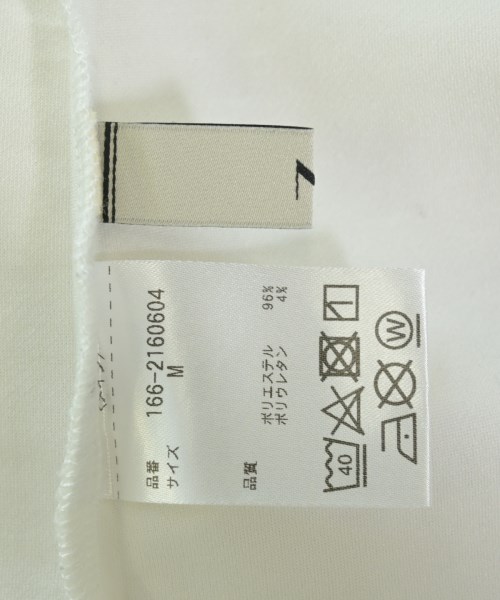 品番 166-2160604
サイズ M
品質 ポリエステル 96%
ポリウレタン 4%
40
W